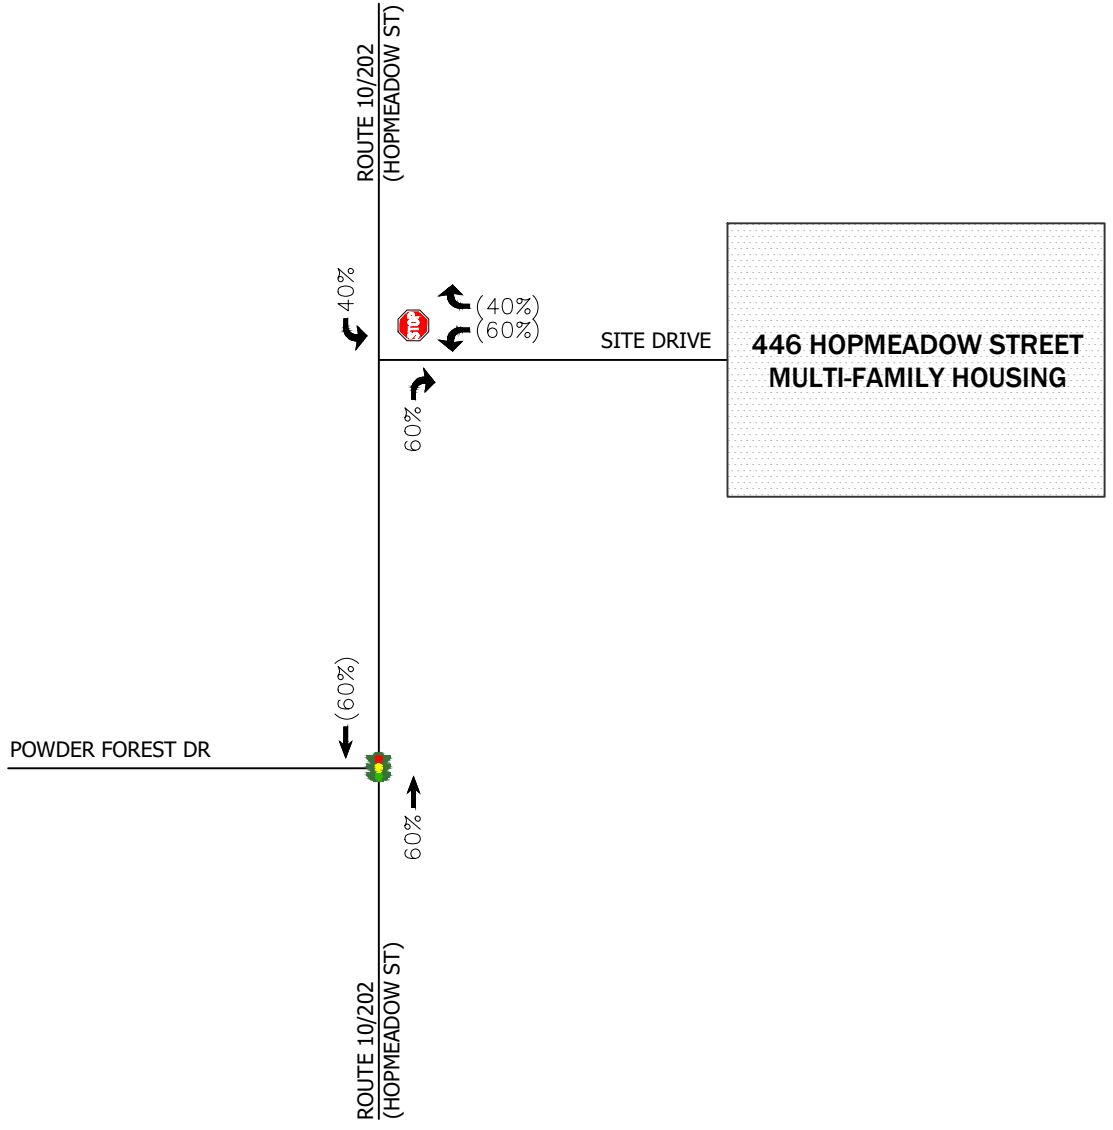 ROUTE 10/202
(HOPMEADOW ST)
40%
STOP
(40%)
(60%)
SITE DRIVE
446 HOPMEADOW STREET
MULTI-FAMILY HOUSING
60%
(60%)
POWDER FOREST DR
60%
ROUTE 10/202
(HOPMEADOW ST)